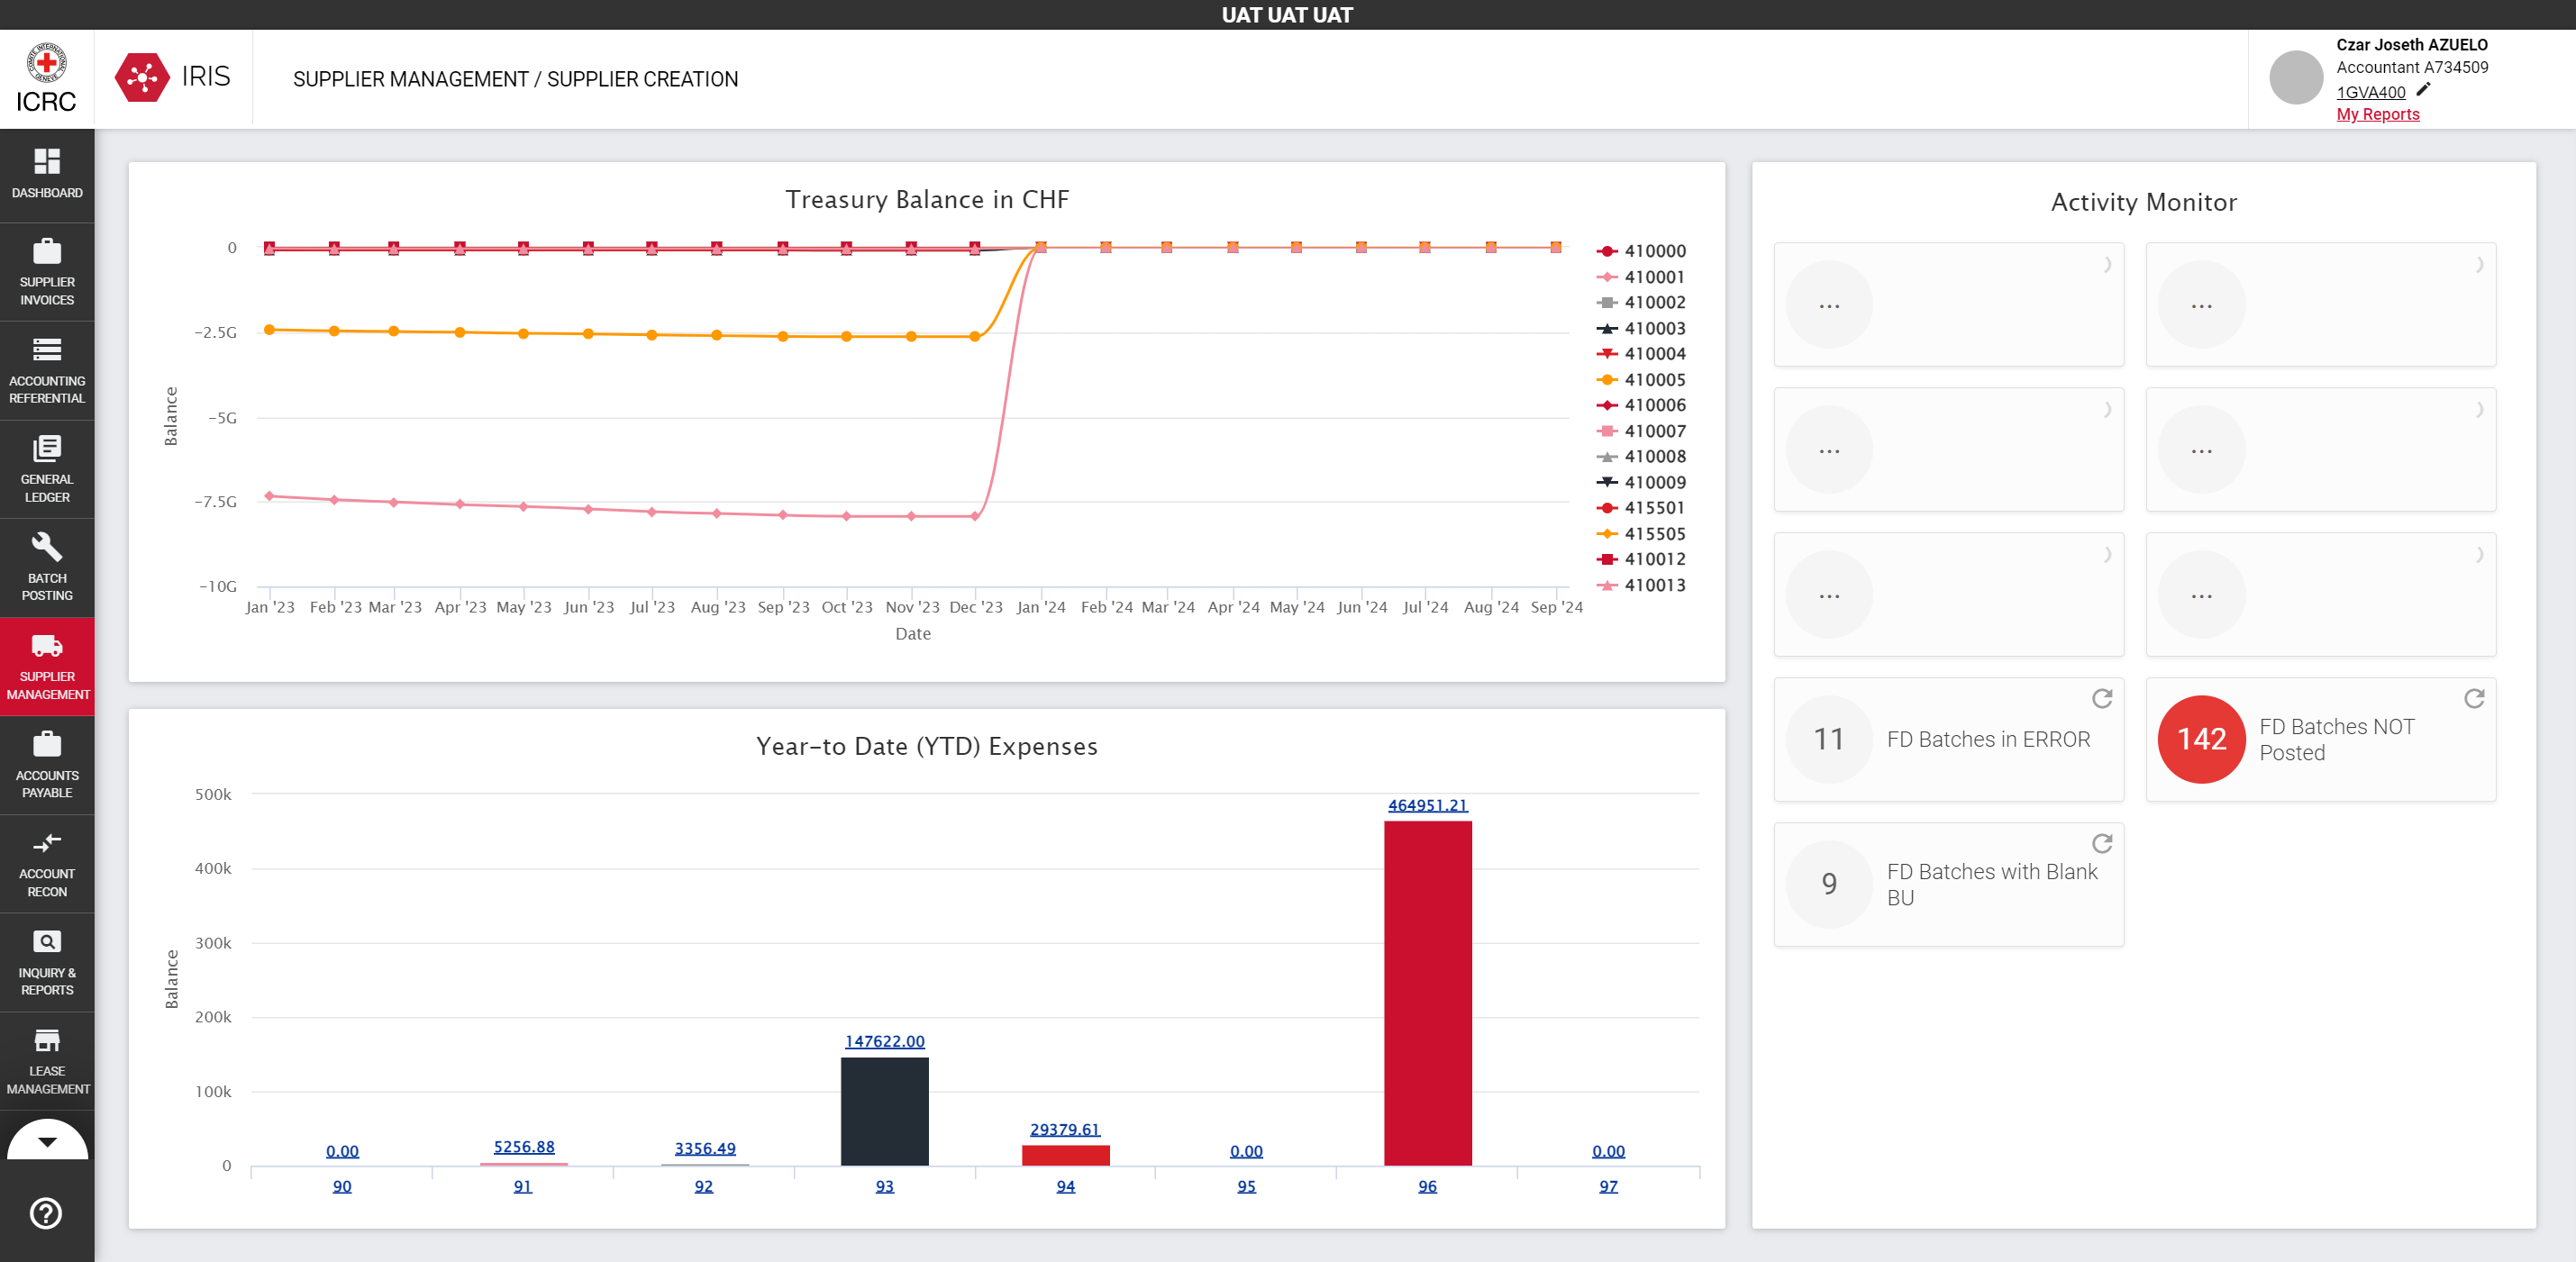 UAT UAT UAT
ICRC
IRIS
SUPPLIER MANAGEMENT / SUPPLIER CREATION
Czar Joseth AZUELO
Accountant A734509
1GVA400
My Reports
DASHBOARD
SUPPLIER
INVOICES
ACCOUNTING
REFERENTIAL
GENERAL
LEDGER
BATCH
POSTING
SUPPLIER
MANAGEMENT
ACCOUNTS
PAYABLE
ACCOUNT
RECON
INQUIRY &
REPORTS
LEASE
MANAGEMENT
Treasury Balance in CHF
0
−2.5G
−5G
−7.5G
−10G
Balance
Jan '23 Feb '23 Mar '23 Apr '23 May '23 Jun '23 Jul '23 Aug '23 Sep '23 Oct '23 Nov '23 Dec '23 Jan '24 Feb '24 Mar '24 Apr '24 May '24 Jun '24 Jul '24 Aug '24 Sep '24
Date
410000
410001
410002
410003
410004
410005
410006
410007
410008
410009
415501
415505
410012
410013
Year−to Date (YTD) Expenses
500k
400k
300k
200k
100k
0
Balance
0.00 5256.88 3356.49 147622.00 29379.61 0.00 464951.21 0.00
90 91 92 93 94 95 96 97
Activity Monitor
... ...
... ...
... ...
11 FD Batches in ERROR
142 FD Batches NOT
Posted
9 FD Batches with Blank
BU